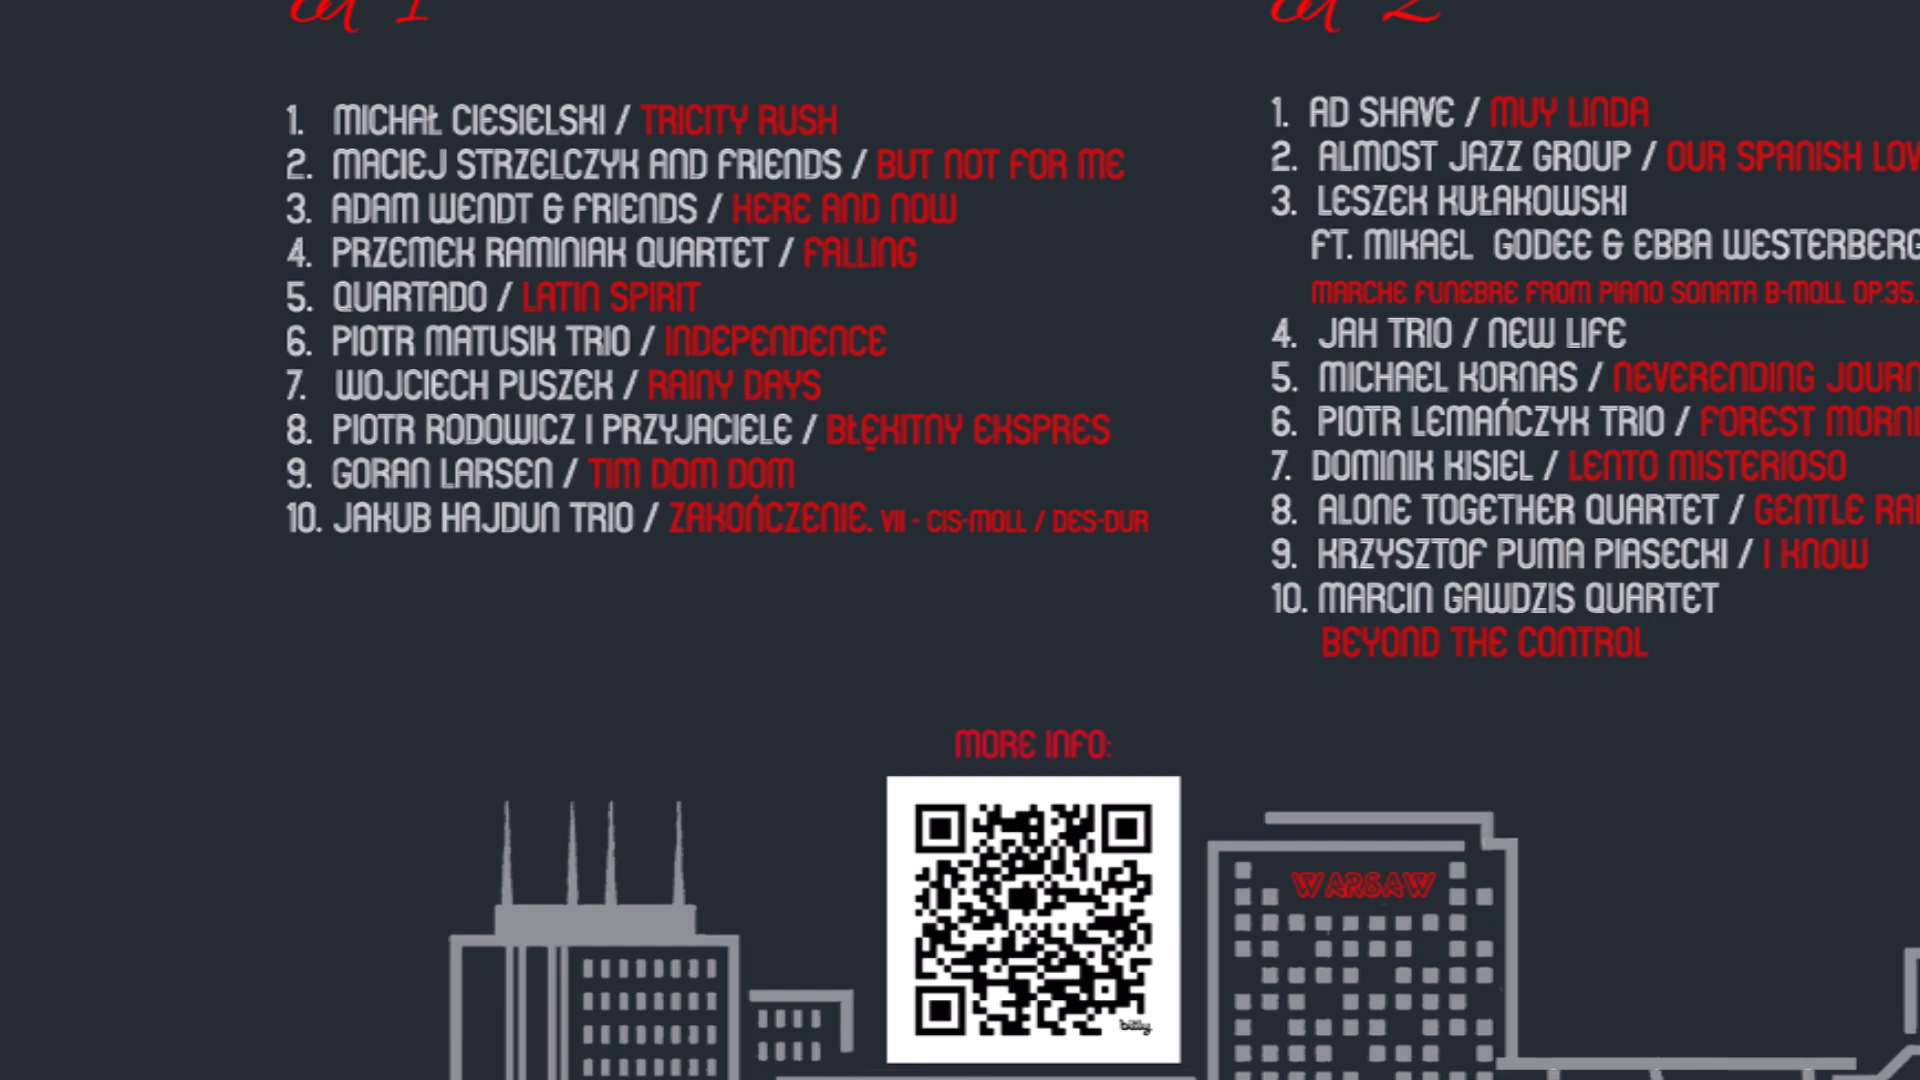 cd 1
1. MICHAŁ CIESIELSKI / TRICITY RUSH
2. MACIEJ STRZELCZYK AND FRIENDS / BUT NOT FOR ME
3. ADAM WENDT & FRIENDS / HERE AND NOW
4. PRZEMEK RAMINIAK QUARTET / FALLING
5. QUARTADO / LATIN SPIRIT
6. PIOTR MATUSIK TRIO / INDEPENDENCE
7. WOJCIECH PUSZEK / RAINY DAYS
8. PIOTR RODOWICZ I PRZYJACIELE / BŁĘKITNY EKSPRES
9. GORAN LARSEN / TIM DOM DOM
10. JAKUB HAJDUN TRIO / ZAKOŃCZENIE. VII - CIS-MOLL / DES-DUR
cd 2
1. AD SHAVE / MUY LINDA
2. ALMOST JAZZ GROUP / OUR SPANISH LOV
3. LESZEK KUŁAKOWSKI
FT. MIKAEL GODEE & EBBA WESTERBERG
MARCHE FUNEBRE FROM PIANO SONATA B-MOLL OP.35.
4. JAH TRIO / NEW LIFE
5. MICHAEL KORNAS / NEVERENDING JOURN
6. PIOTR LEMAŃCZYK TRIO / FOREST MORNI
7. DOMINIK KISIEL / LENTO MISTERIOSO
8. ALONE TOGETHER QUARTET / GENTLE RAI
9. KRZYSZTOF PUMA PIASECKI / I KNOW
10. MARCIN GAWDZIS QUARTET
BEYOND THE CONTROL
MORE INFO:
bitly
WARSAW